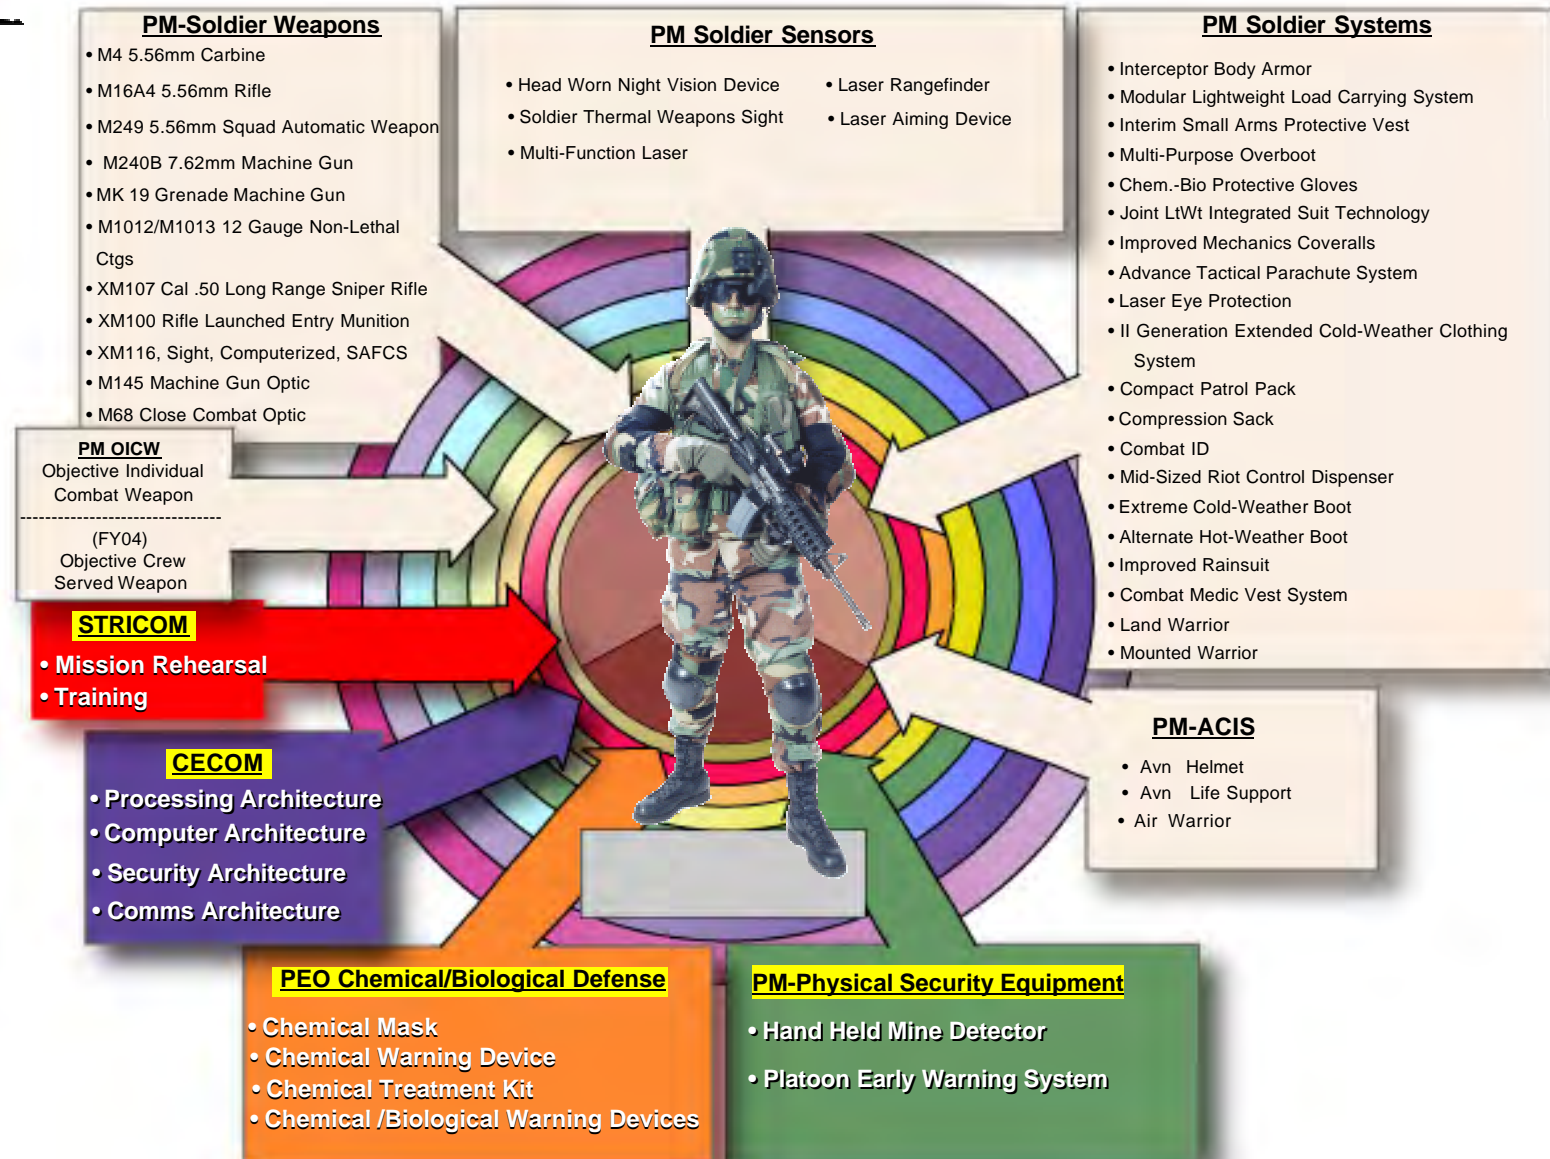 PM-Soldier Weapons
• M4 5.56mm Carbine
• M16A4 5.56mm Rifle
• M249 5.56mm Squad Automatic Weapon
• M240B 7.62mm Machine Gun
• MK 19 Grenade Machine Gun
• M1012/M1013 12 Gauge Non-Lethal
Ctgs
• XM107 Cal .50 Long Range Sniper Rifle
• XM100 Rifle Launched Entry Munition
• XM116, Sight, Computerized, SAFCS
• M145 Machine Gun Optic
• M68 Close Combat Optic
PM Soldier Sensors
• Head Worn Night Vision Device
• Soldier Thermal Weapons Sight
• Multi-Function Laser
• Laser Rangefinder
• Laser Aiming Device
PM Soldier Systems
• Interceptor Body Armor
• Modular Lightweight Load Carrying System
• Interim Small Arms Protective Vest
• Multi-Purpose Overboot
• Chem.-Bio Protective Gloves
• Joint LtWt Integrated Suit Technology
• Improved Mechanics Coveralls
• Advance Tactical Parachute System
• Laser Eye Protection
• II Generation Extended Cold-Weather Clothing
System
• Compact Patrol Pack
• Compression Sack
• Combat ID
• Mid-Sized Riot Control Dispenser
• Extreme Cold-Weather Boot
• Alternate Hot-Weather Boot
• Improved Rainsuit
• Combat Medic Vest System
• Land Warrior
• Mounted Warrior
PM OICW
Objective Individual
Combat Weapon
--------------------------------
(FY04)
Objective Crew
Served Weapon
STRICOM
• Mission Rehearsal
• Training
CECOM
• Processing Architecture
• Computer Architecture
• Security Architecture
• Comms Architecture
PM-ACIS
• Avn Helmet
• Avn Life Support
• Air Warrior
PEO Chemical/Biological Defense
• Chemical Mask
• Chemical Warning Device
• Chemical Treatment Kit
• Chemical /Biological Warning Devices
PM-Physical Security Equipment
• Hand Held Mine Detector
• Platoon Early Warning System